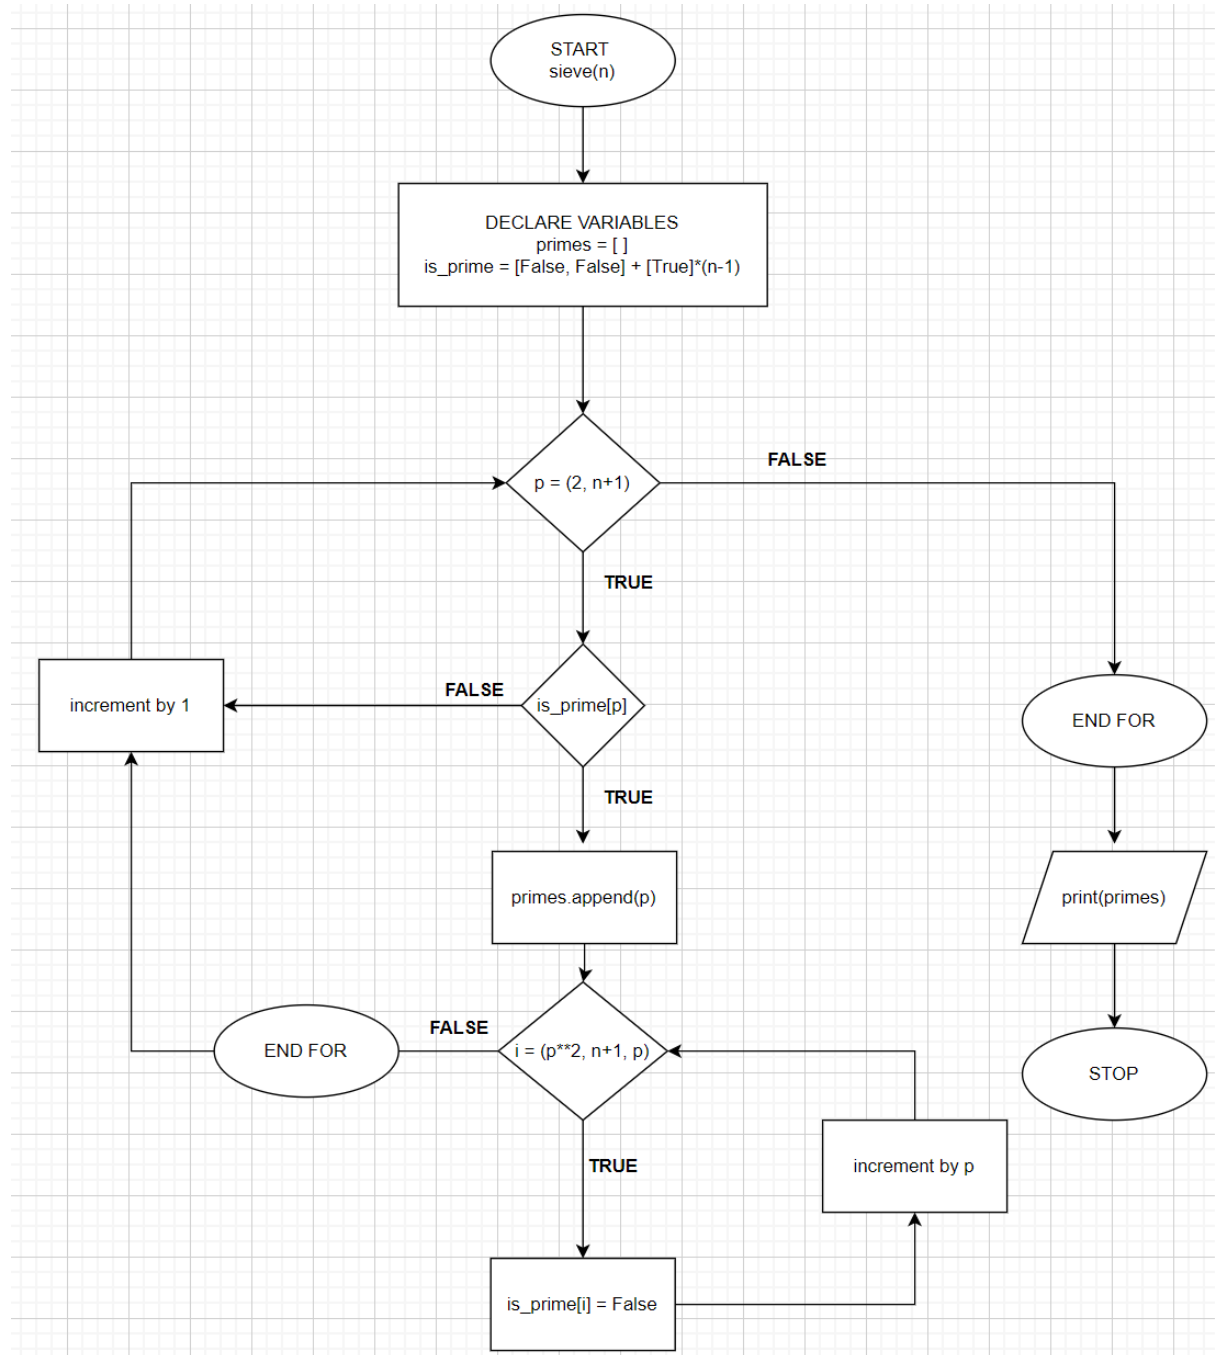 START
sieve(n)
DECLARE VARIABLES
primes = [ ]
is_prime = [False, False] + [True]*(n-1)
p = (2, n+1)
FALSE
TRUE
is_prime[p]
FALSE
increment by 1
TRUE
primes.append(p)
i = (p**2, n+1, p)
FALSE
END FOR
TRUE
is_prime[i] = False
increment by p
END FOR
print(primes)
STOP